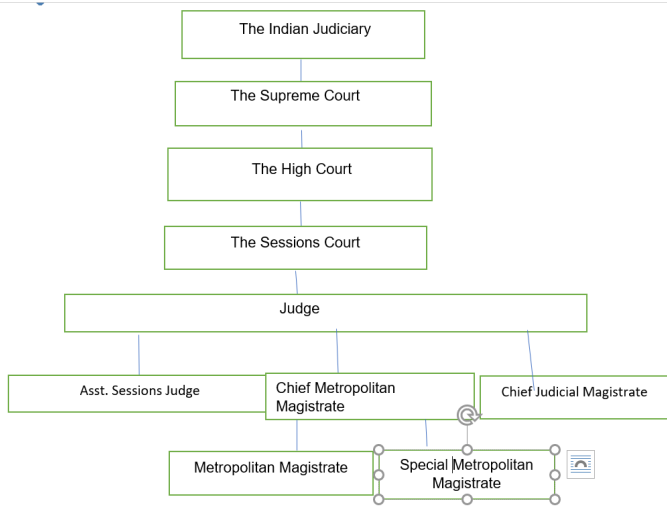 The Indian Judiciary
The Supreme Court
The High Court
The Sessions Court
Judge
Asst. Sessions Judge
Chief Metropolitan
Magistrate
Chief Judicial Magistrate
Metropolitan Magistrate
Special Metropolitan
Magistrate